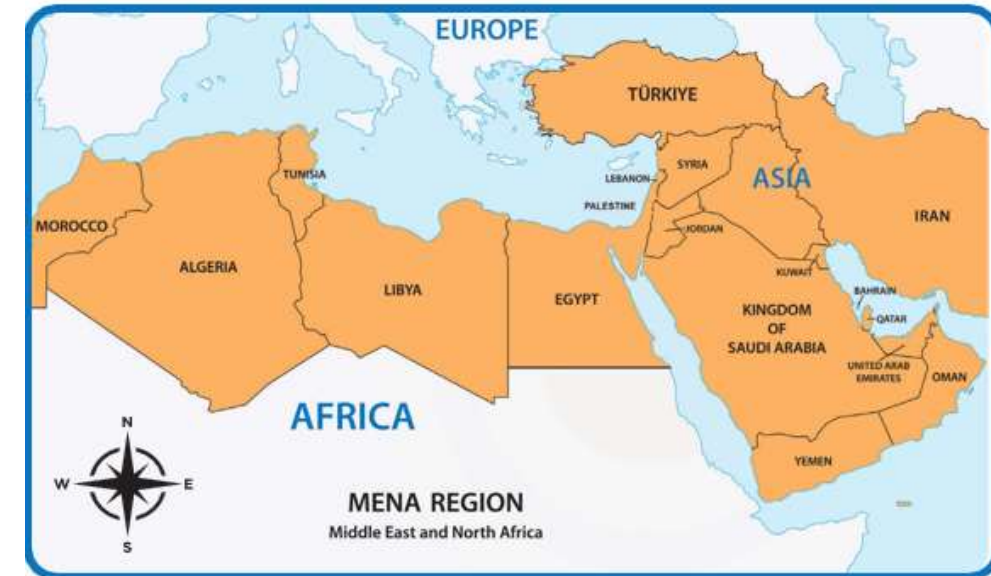 EUROPE
TÜRKIYE
SYRIA
LEBANON
ASIA
PALESTINE
TUNISIA
MOROCCO
JORDAN
IRAN
ALGERIA
KUWAIT
LIBYA
EGYPT
BAHRAIN
KINGDOM
OF
SAUDI ARABIA
QATAR
UNITED ARAB
EMIRATES
OMAN
AFRICA
YEMEN
N
W
E
S
MENA REGION
Middle East and North Africa